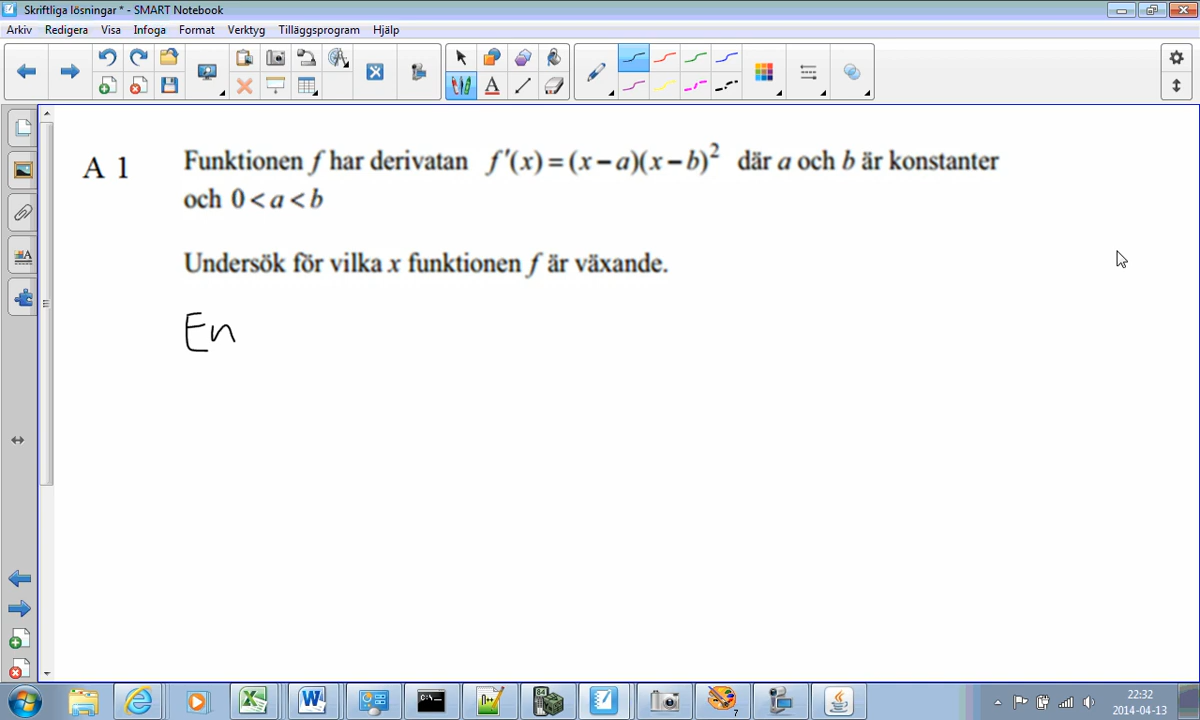 Skriftliga lösningar * - SMART Notebook
Arkiv Redigera Visa Infoga Format Verktyg Tilläggsprogram Hjälp
A 1 Funktionen f har derivatan f'(x) = (x − a)(x − b)² där a och b är konstanter
och 0 < a < b
Undersök för vilka x funktionen f är växande.
En
22:32
2014-04-13